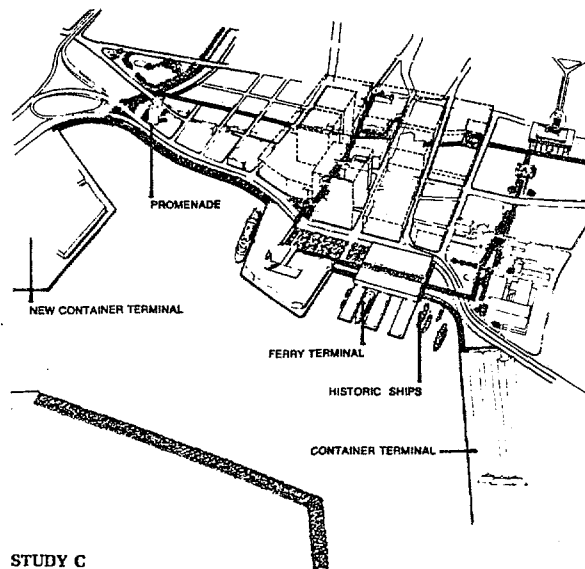 PROMENADE
NEW CONTAINER TERMINAL
FERRY TERMINAL
HISTORIC SHIPS
CONTAINER TERMINAL
STUDY C